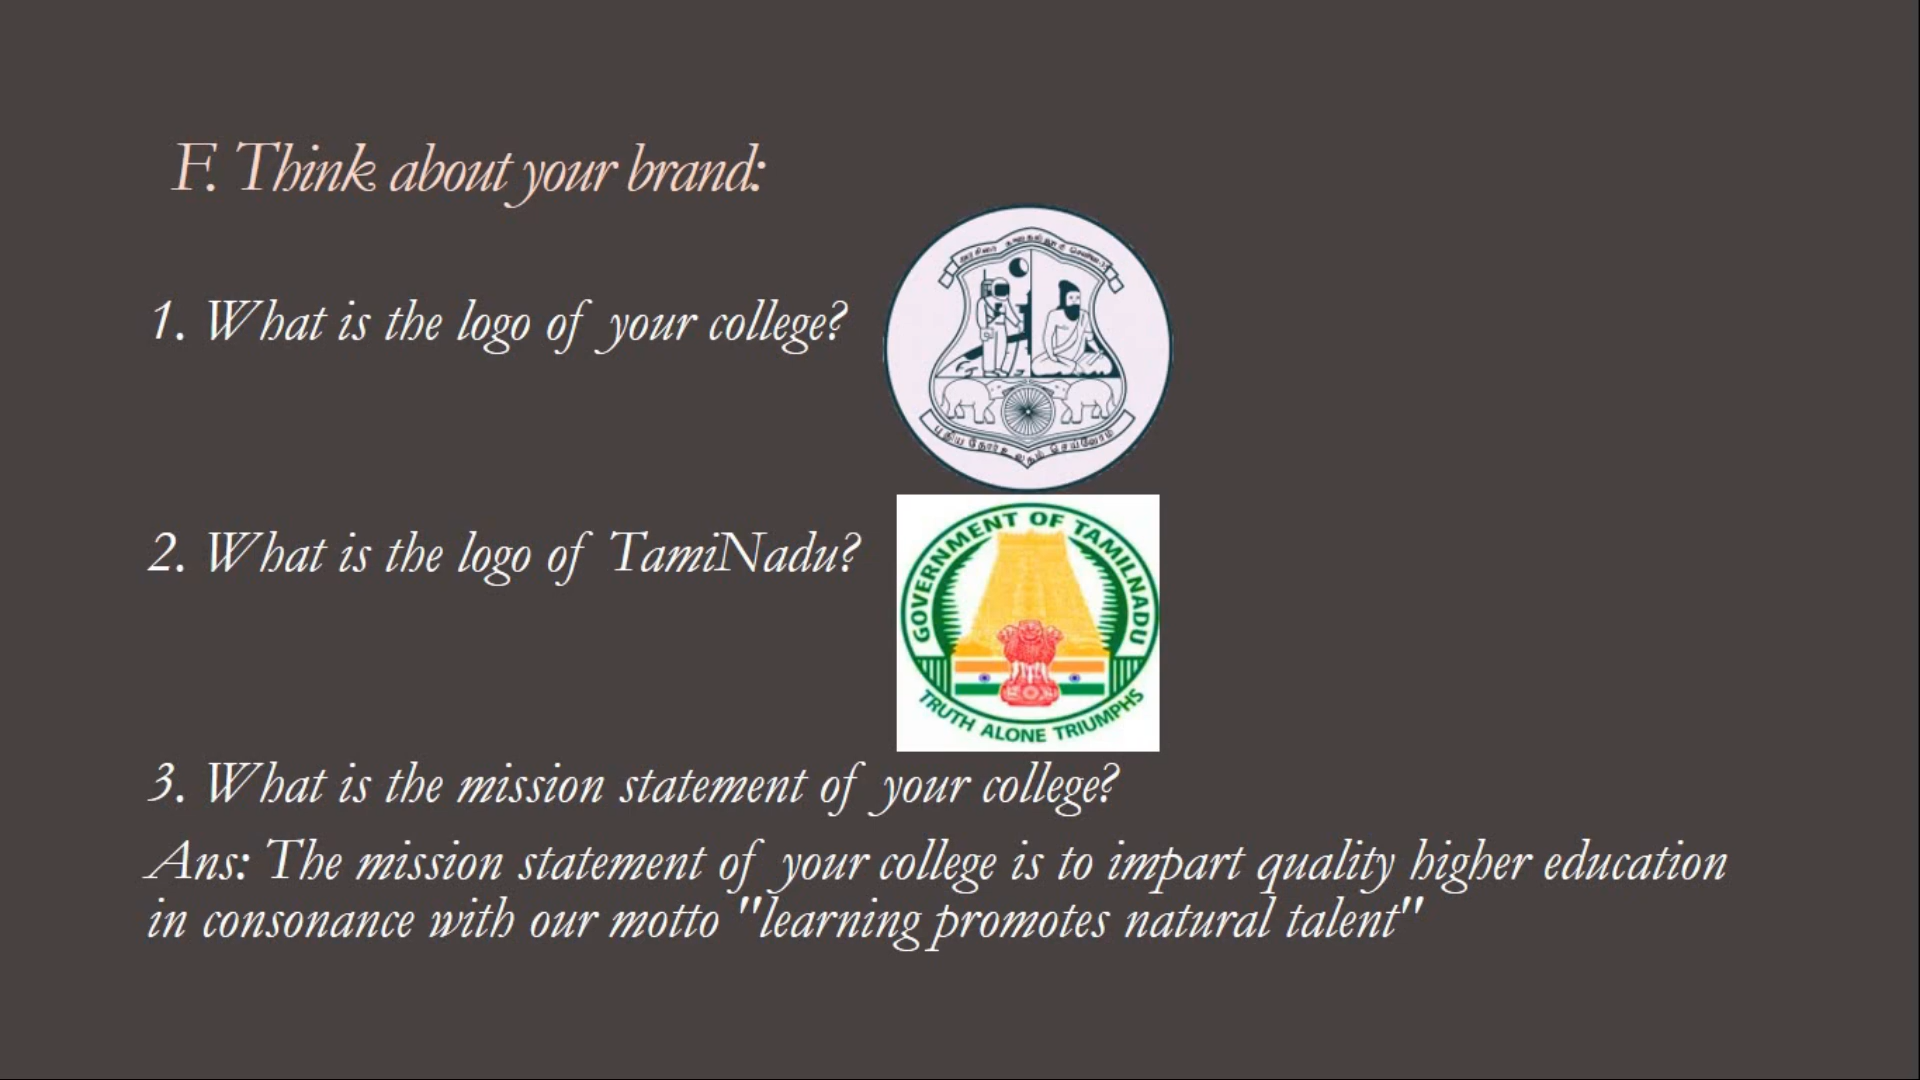 F. Think about your brand:
1. What is the logo of your college?
புதியதோர் உலகம் செய்வோம்
2. What is the logo of TamiNadu?
GOVERNMENT OF TAMILNADU
TRUTH ALONE TRIUMPHS
3. What is the mission statement of your college?
Ans: The mission statement of your college is to impart quality higher education
in consonance with our motto "learning promotes natural talent"